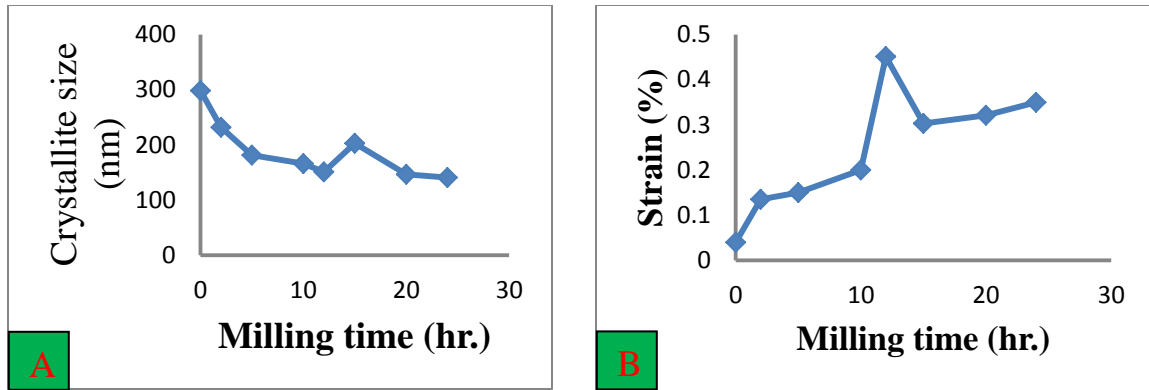 400
300
200
100
0
0 10 20 30
Crystallite size
(nm)
Milling time (hr.)
A
0.5
0.4
0.3
0.2
0.1
0
0 10 20 30
Strain (%)
Milling time (hr.)
B